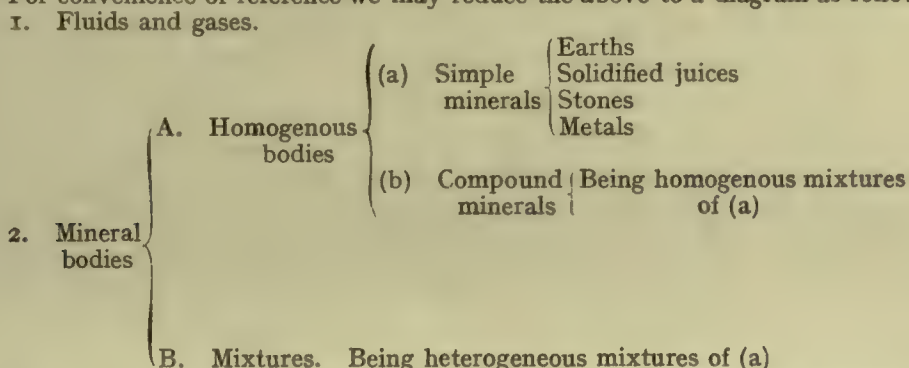 For convenience of reference we may reduce the above to a diagram as
1. Fluids and gases.
(a) Simple minerals
Earths
Solidified juices
Stones
Metals
A. Homogenous bodies
(b) Compound minerals
Being homogenous mixtures of (a)
2. Mineral bodies
B. Mixtures. Being heterogeneous mixtures of (a)